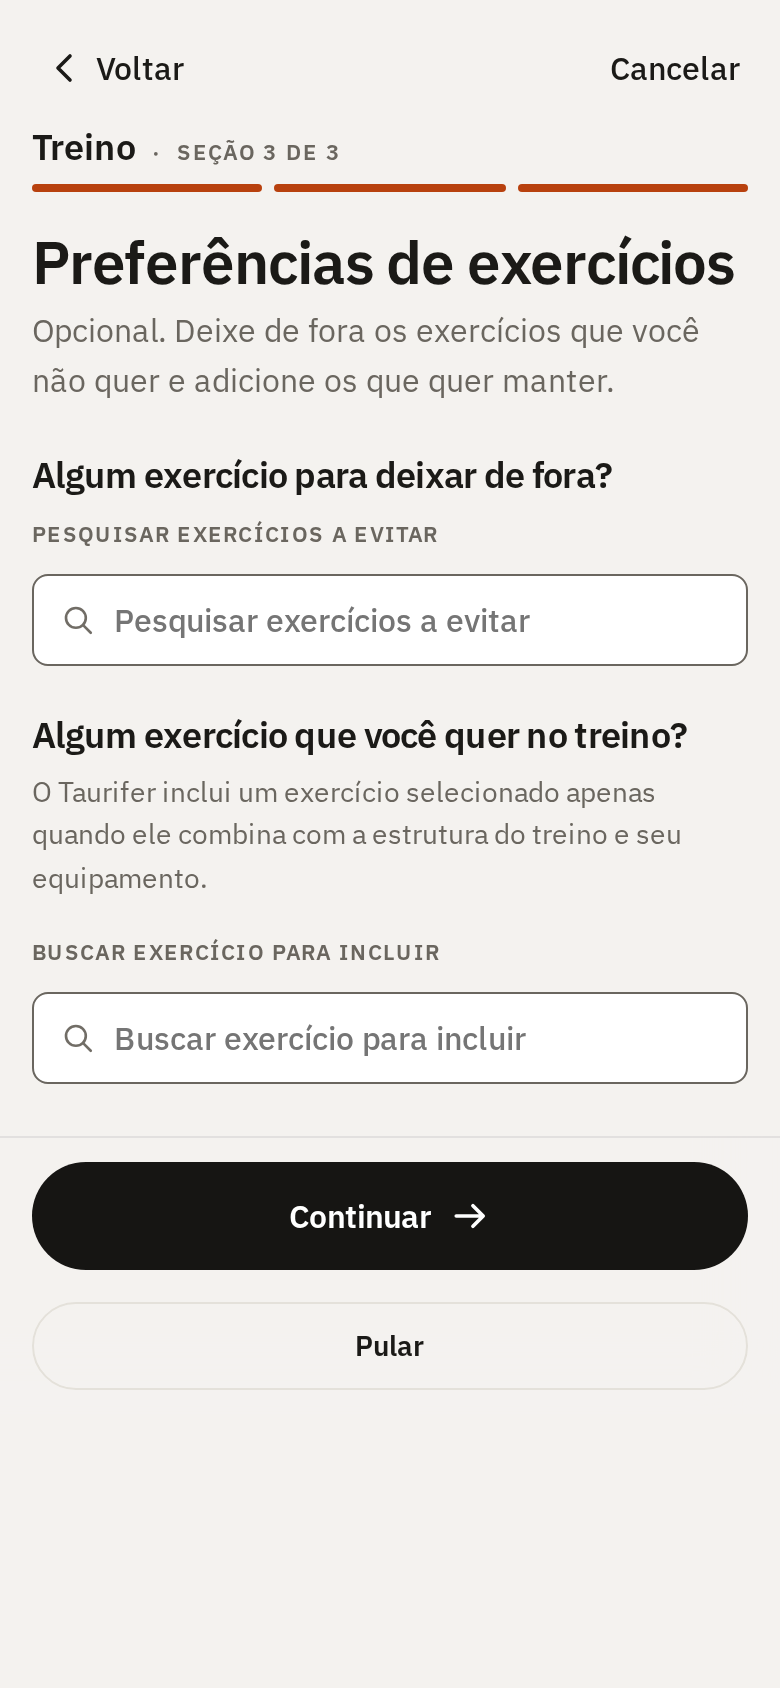 Voltar
Cancelar
Treino · SEÇÃO 3 DE 3
Preferências de exercícios
Opcional. Deixe de fora os exercícios que você
não quer e adicione os que quer manter.
Algum exercício para deixar de fora?
PESQUISAR EXERCÍCIOS A EVITAR
Pesquisar exercícios a evitar
Algum exercício que você quer no treino?
O Taurifer inclui um exercício selecionado apenas
quando ele combina com a estrutura do treino e seu
equipamento.
BUSCAR EXERCÍCIO PARA INCLUIR
Buscar exercício para incluir
Continuar
Pular